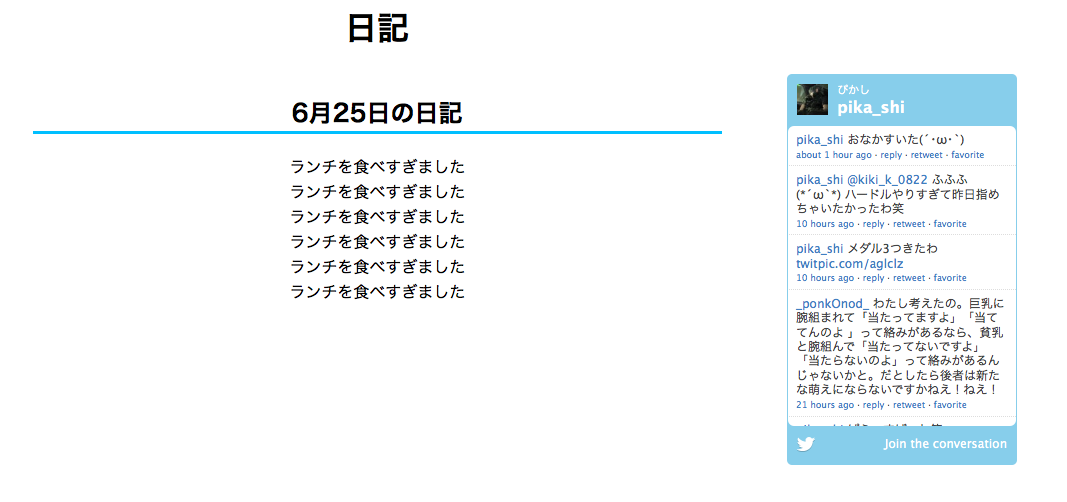 日記
6月25日の日記
ランチを食べすぎました
ランチを食べすぎました
ランチを食べすぎました
ランチを食べすぎました
ランチを食べすぎました
ランチを食べすぎました
ぴかし
pika_shi
pika_shi おなかすいた(´･ω･`)
about 1 hour ago · reply · retweet · favorite
pika_shi @kiki_k_0822 ふふふ
(*´ω`*) ハードルやりすぎて昨日指め
ちゃいたかったわ笑
10 hours ago · reply · retweet · favorite
pika_shi メダル3つきたわ
twitpic.com/aglclz
10 hours ago · reply · retweet · favorite
_ponkOnod_ わたし考えたの。巨乳に
腕組まれて「当たってますよ」「当て
てんのよ 」って絡みがあるなら、貧乳
と腕組んで「当たってないですよ」
「当たらないのよ」って絡みがあるん
じゃないかと。だとしたら後者は新た
な萌えにならないですかねえ！ねえ！
21 hours ago · reply · retweet · favorite
Join the conversation